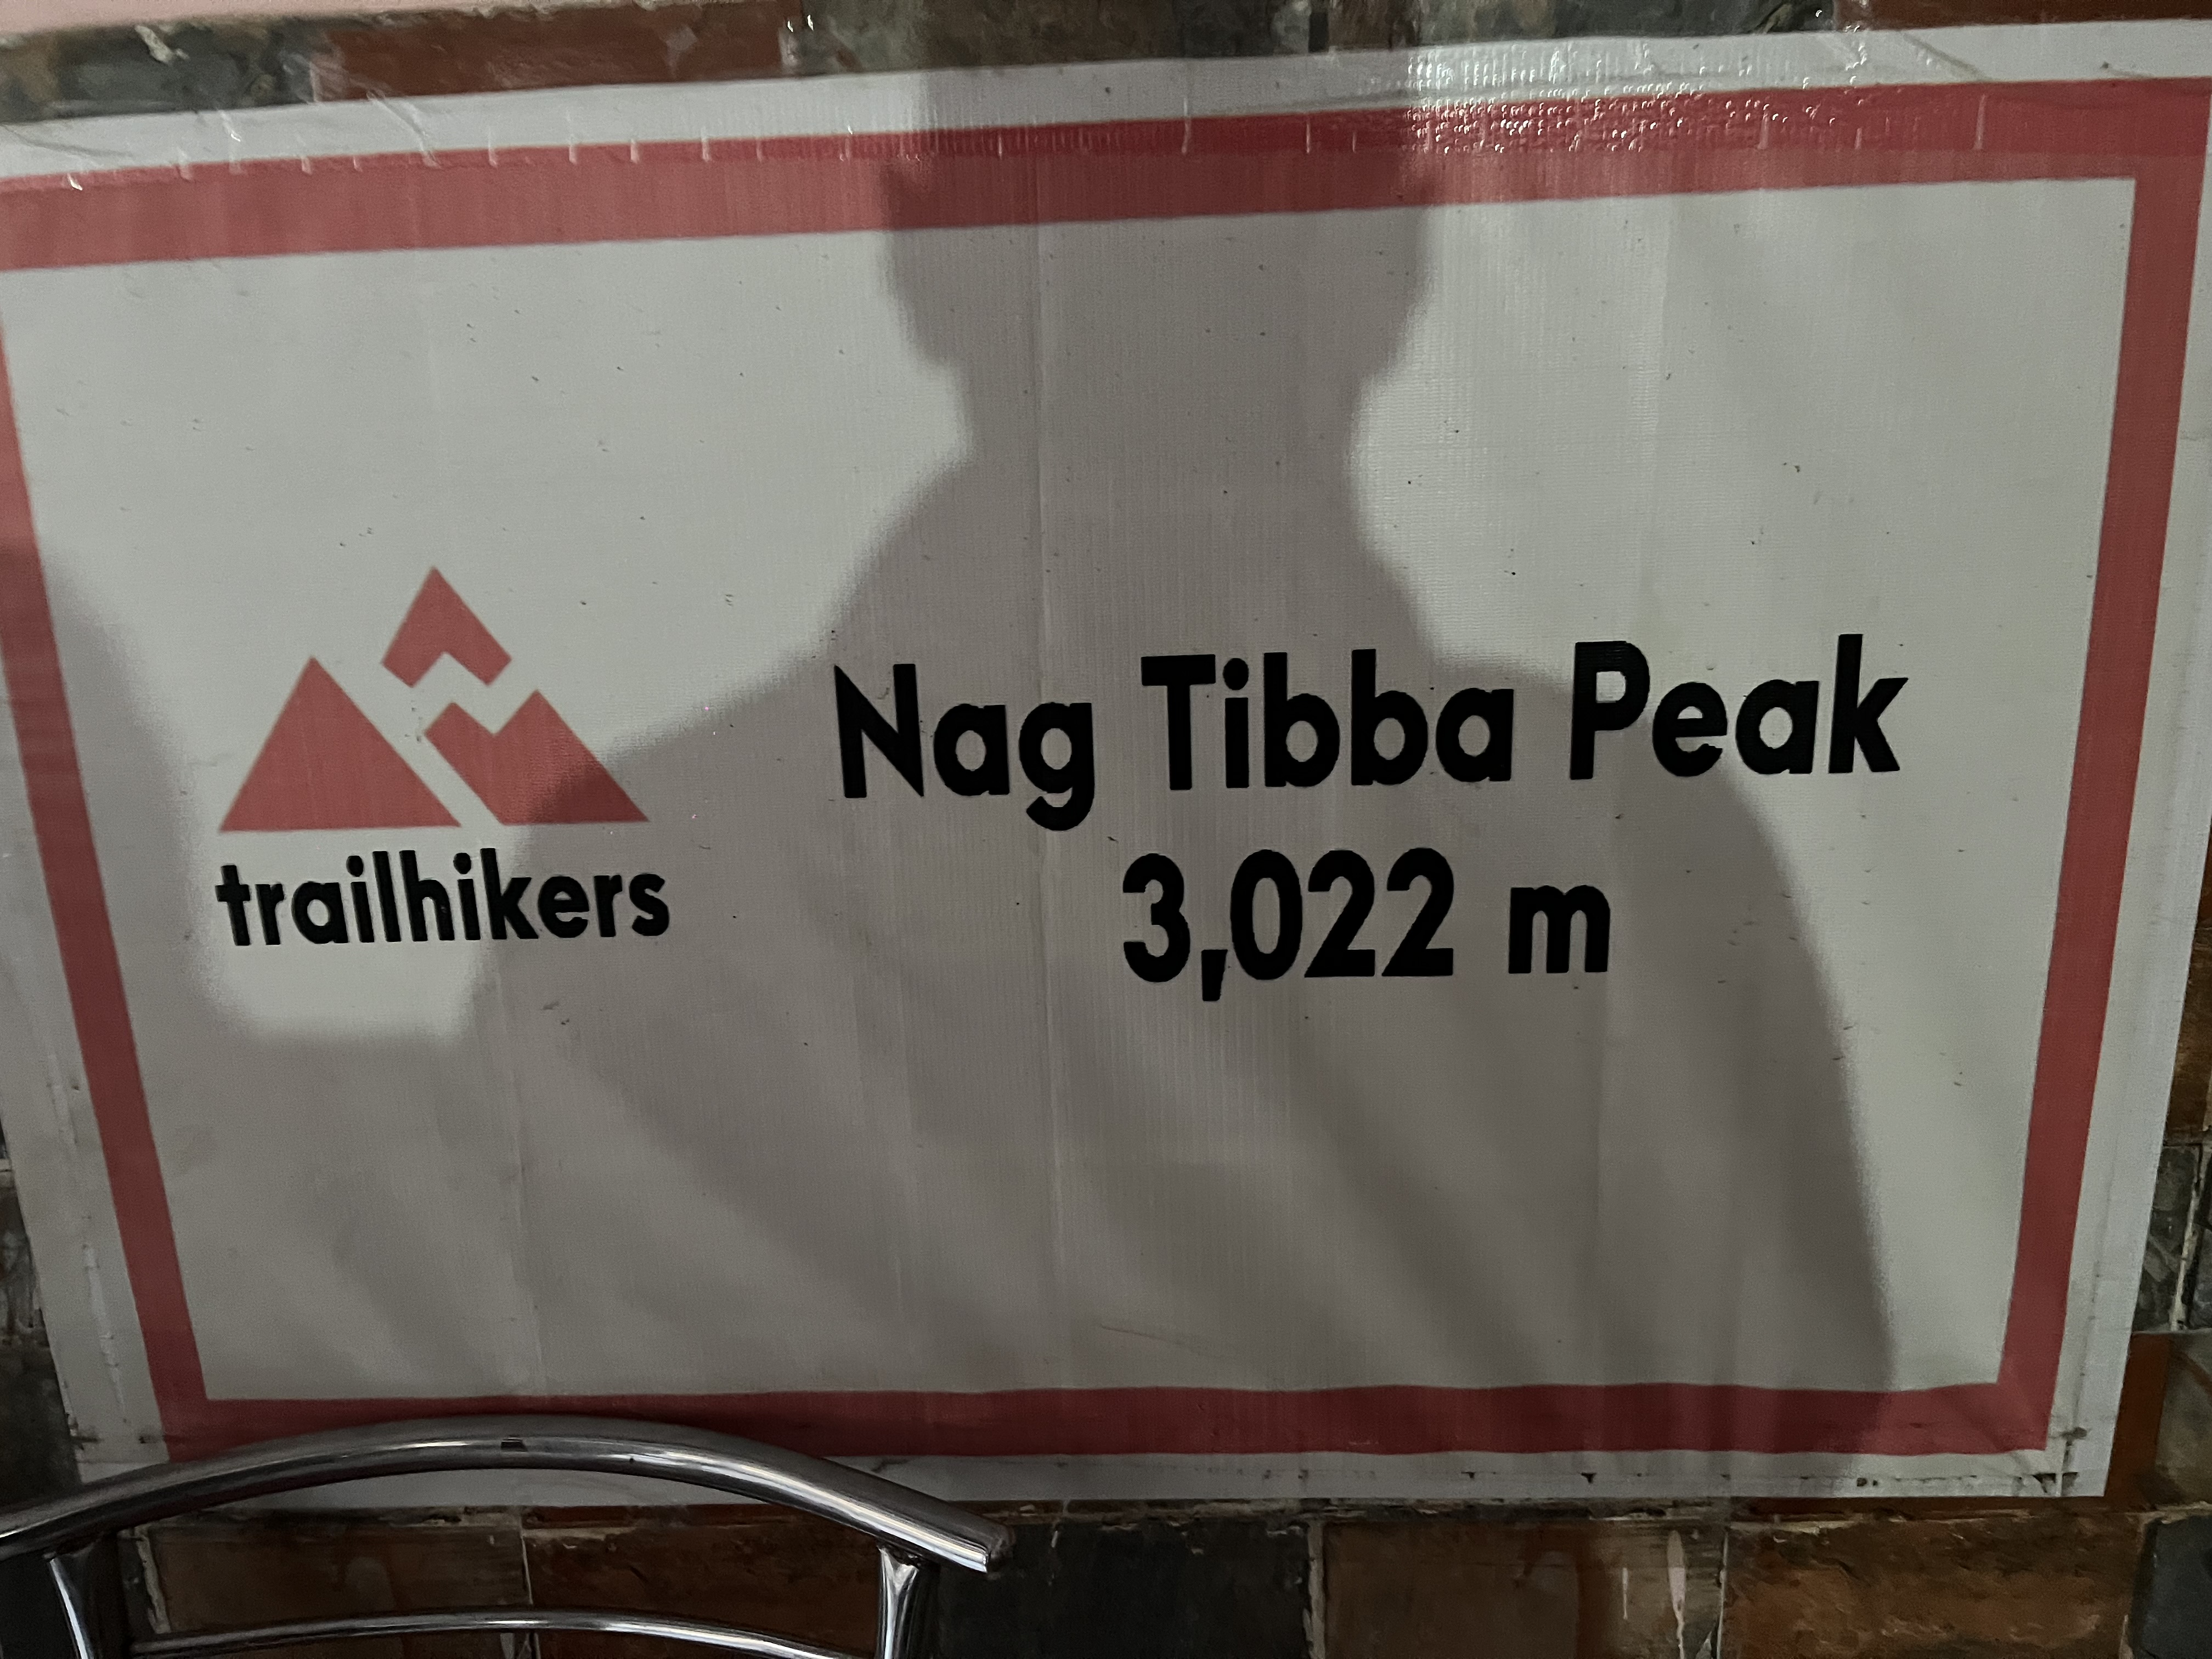 trailhikers
Nag Tibba Peak
3,022 m